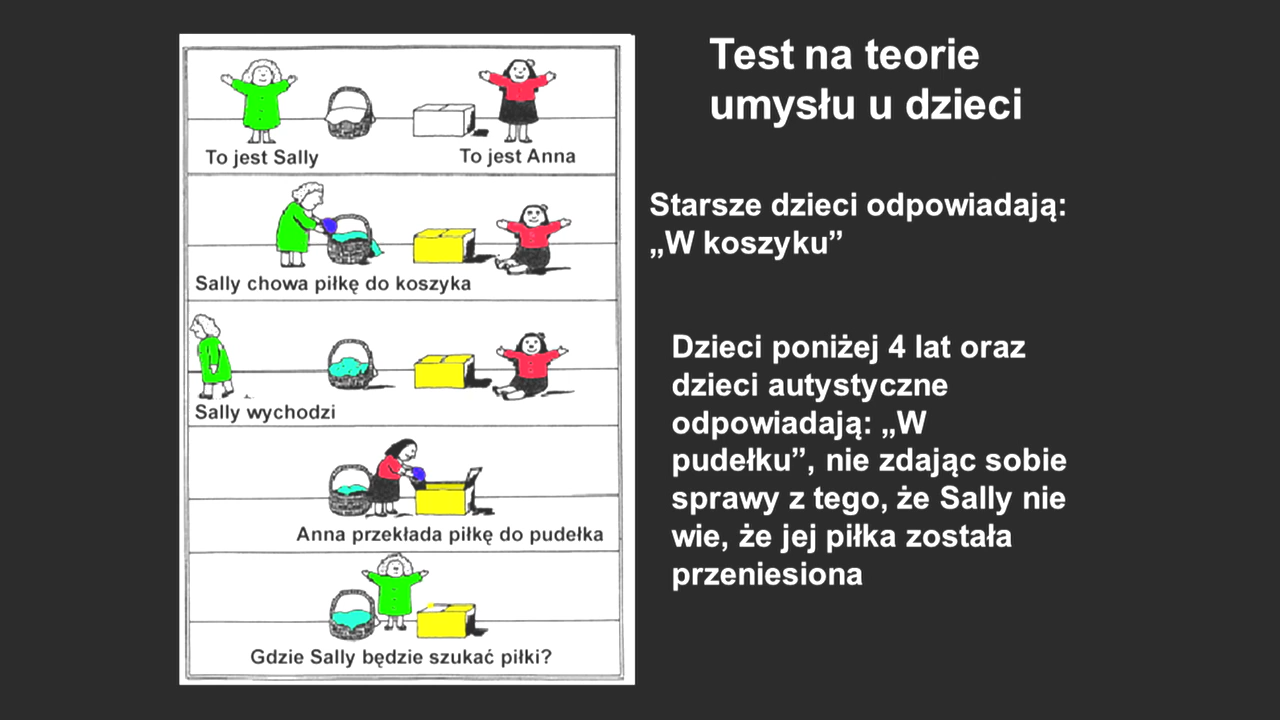 Test na teorie
umysłu u dzieci
To jest Sally
To jest Anna
Sally chowa piłkę do koszyka
Sally wychodzi
Anna przekłada piłkę do pudełka
Gdzie Sally będzie szukać piłki?
Starsze dzieci odpowiadają:
„W koszyku”
Dzieci poniżej 4 lat oraz
dzieci autystyczne
odpowiadają: „W
pudełku”, nie zdając sobie
sprawy z tego, że Sally nie
wie, że jej piłka została
przeniesiona